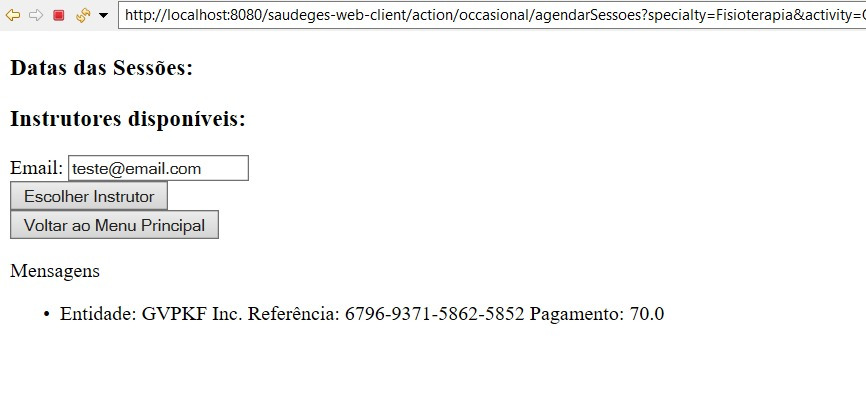 http://localhost:8080/saudeges-web-client/action/occasional/agendarSessoes?specialty=Fisioterapia&activity=
Datas das Sessões:
Instrutores disponíveis:
Email: teste@email.com
Escolher Instrutor
Voltar ao Menu Principal
Mensagens
• Entidade: GVPKF Inc. Referência: 6796-9371-5862-5852 Pagamento: 70.0